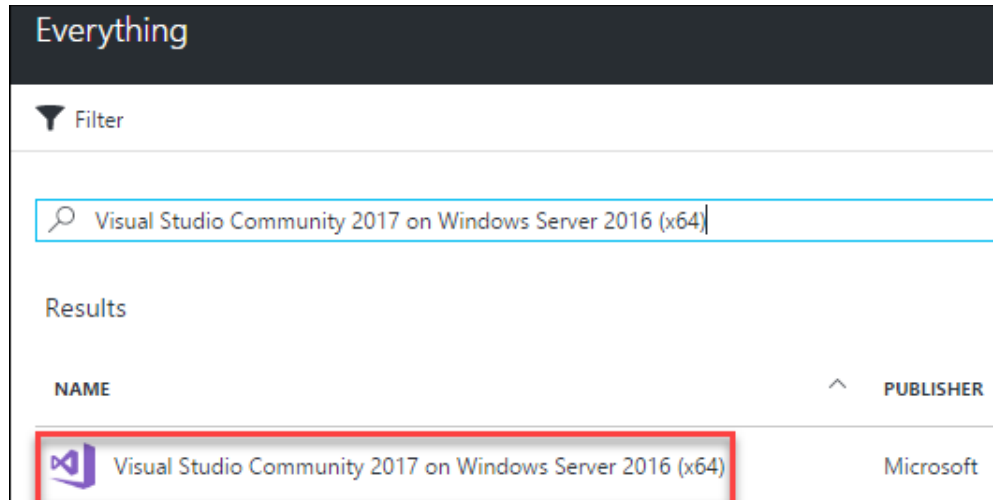 Everything
Filter
Visual Studio Community 2017 on Windows Server 2016 (x64)
Results
NAME PUBLISHER
Visual Studio Community 2017 on Windows Server 2016 (x64) Microsoft